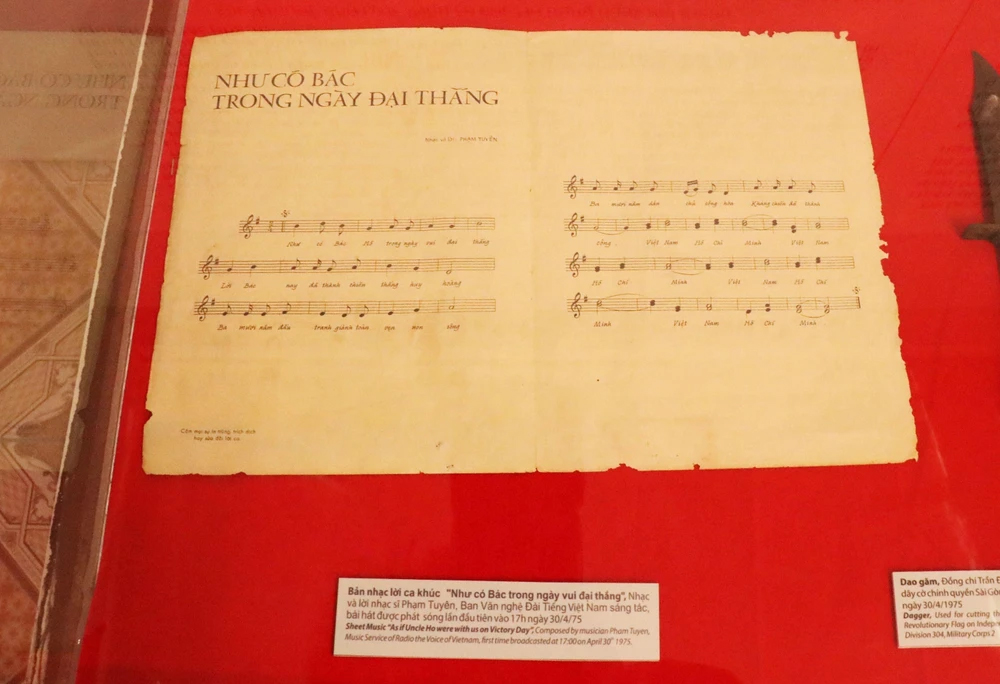 NHƯ CÓ BÁC
TRONG NGÀY ĐẠI THẮNG
Nhạc và lời: PHẠM TUYÊN
Như có Bác Hồ trong ngày vui đại thắng
Lời Bác nay đã thành chiến thắng huy hoàng
Ba mươi năm đấu tranh giành toàn vẹn non sông
Ba mươi năm dân chủ cộng hòa Kháng chiến đã thành
công. Việt Nam Hồ Chí Minh Việt Nam
Hồ Chí Minh Việt Nam Hồ Chí
Minh Việt Nam Hồ Chí Minh.
Bản nhạc lời ca khúc "Như có Bác trong ngày vui đại thắng", Nhạc
và lời nhạc sĩ Phạm Tuyên, Ban Văn nghệ Đài Tiếng Việt Nam sáng tác,
bài hát được phát sóng lần đầu tiên vào 17h ngày 30/4/75
Sheet Music "As if Uncle Ho were with us on Victory Day", Composed by musician Pham Tuyen,
Music Service of Radio the Voice of Vietnam, first time broadcasted at 17:00 on April 30th 1975.
Dao găm, Đồng chí Trần
dây cờ chính quyền Sài
ngày 30/4/1975
Dagger, Used for cutting the
Revolutionary Flag on
Division 304, Military Corps 2